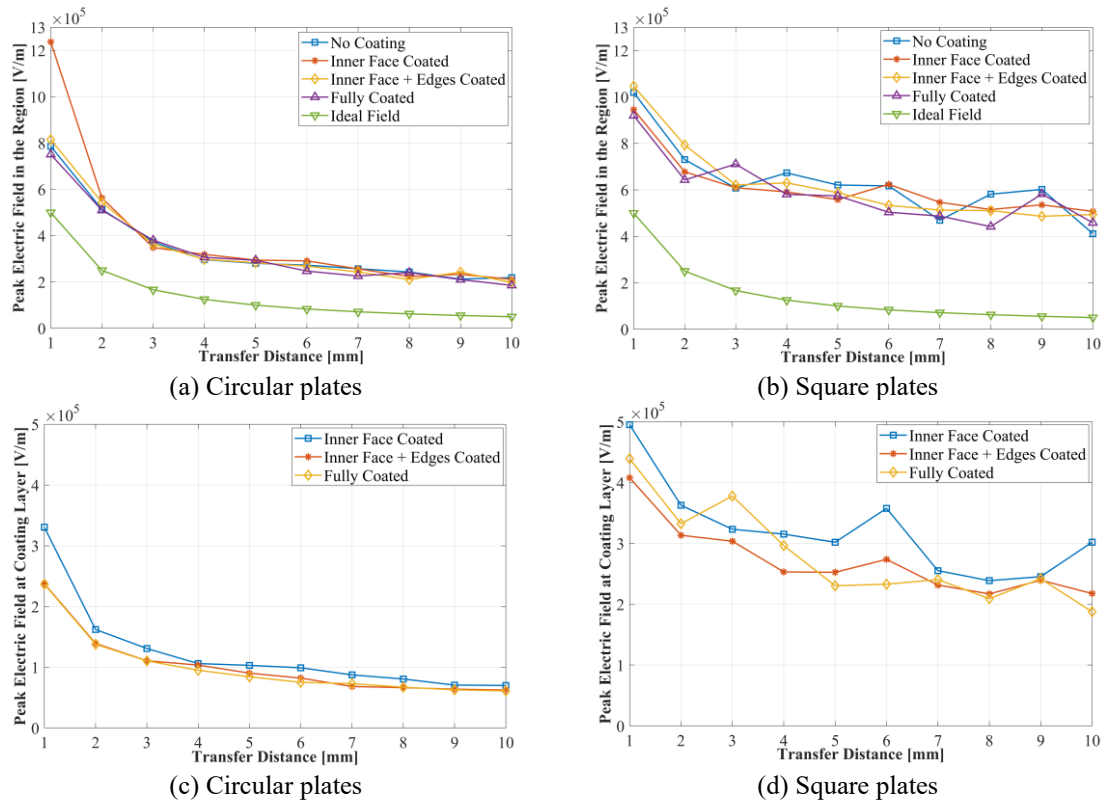 ×10⁵
13
12
10
8
6
4
2
0
Peak Electric Field in the Region [V/m]
No Coating
Inner Face Coated
Inner Face + Edges Coated
Fully Coated
Ideal Field
1 2 3 4 5 6 7 8 9 10
Transfer Distance [mm]
(a) Circular plates
×10⁵
13
12
10
8
6
4
2
0
Peak Electric Field in the Region [V/m]
No Coating
Inner Face Coated
Inner Face + Edges Coated
Fully Coated
Ideal Field
1 2 3 4 5 6 7 8 9 10
Transfer Distance [mm]
(b) Square plates
×10⁵
5
4
3
2
1
0
Peak Electric Field at Coating Layer [V/m]
Inner Face Coated
Inner Face + Edges Coated
Fully Coated
1 2 3 4 5 6 7 8 9 10
Transfer Distance [mm]
(c) Circular plates
×10⁵
5
4
3
2
1
0
Peak Electric Field at Coating Layer [V/m]
Inner Face Coated
Inner Face + Edges Coated
Fully Coated
1 2 3 4 5 6 7 8 9 10
Transfer Distance [mm]
(d) Square plates